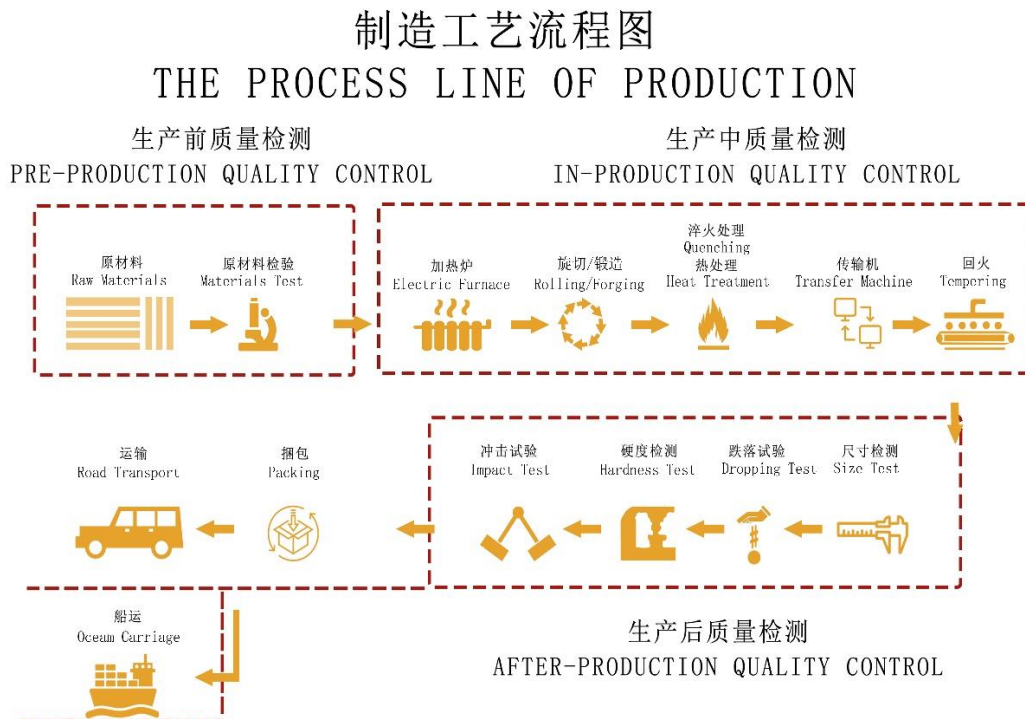 制造工艺流程图
THE PROCESS LINE OF PRODUCTION
生产前质量检测
PRE-PRODUCTION QUALITY CONTROL
生产中质量检测
IN-PRODUCTION QUALITY CONTROL
原材料
Raw Materials
原材料检验
Materials Test
加热炉
Electric Furnace
旋切/锻造
Rolling/Forging
淬火处理
Quenching
热处理
Heat Treatment
传输机
Transfer Machine
回火
Tempering
尺寸检测
Size Test
跌落试验
Dropping Test
硬度检测
Hardness Test
冲击试验
Impact Test
捆包
Packing
运输
Road Transport
船运
Oceam Carriage
生产后质量检测
AFTER-PRODUCTION QUALITY CONTROL